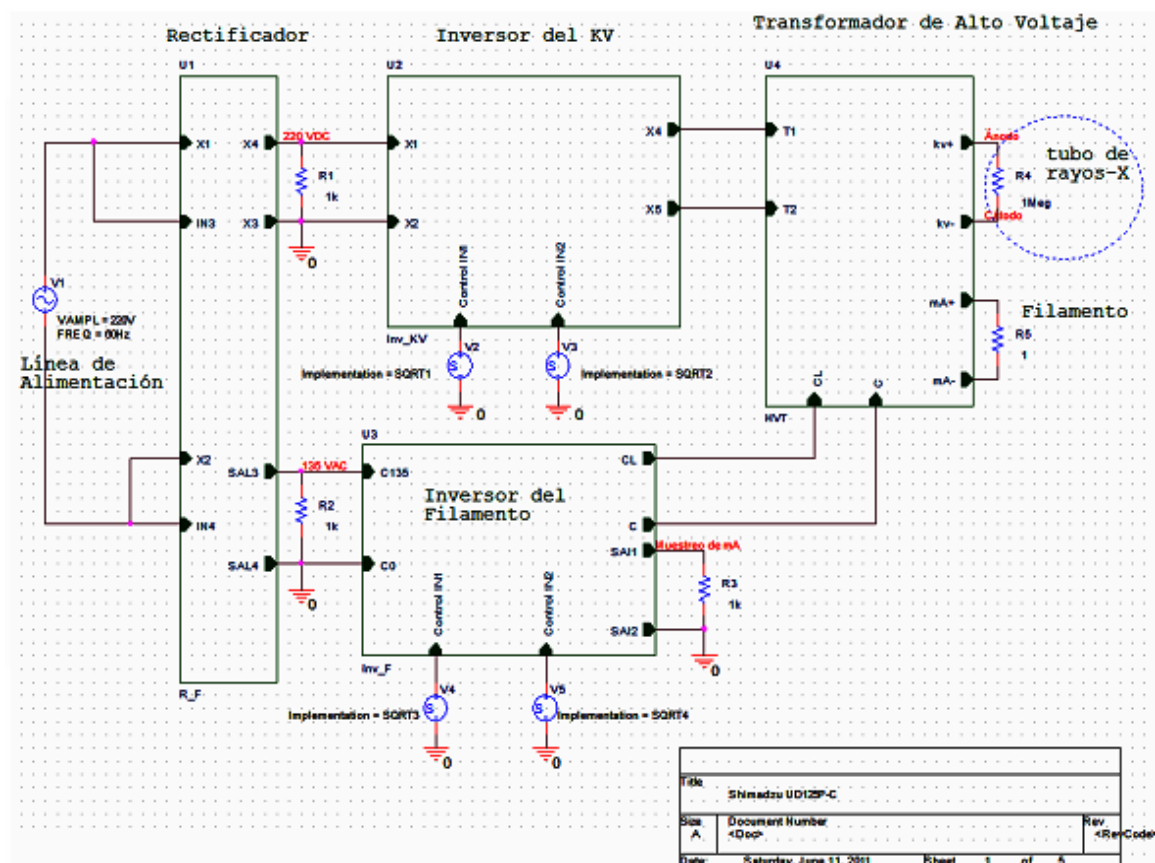 Transformador de Alto Voltaje
Rectificador
Inversor del KV
U1
U2
U4
X1
X4
220 VDC
X1
X4
T1
kv+
Ánodo
R1
1k
R4
1Meg
tubo de
rayos-X
IN3
X3
X2
X5
T2
kv-
Cátodo
0
V1
VAMPL = 220V
FREQ = 60Hz
Línea de
Alimentación
Control IN1
Control IN2
mA+
R5
1
Filamento
mA-
Inv_KV
V2
Implementation = SQRT1
0
V3
Implementation = SQRT2
0
CL
C
HVT
U3
X2
SAL3
135 VAC
C135
CL
R2
1k
Inversor del
Filamento
IN4
C
SAI1
Muestreo de mA
SAL4
C0
R3
1k
0
Control IN1
Control IN2
SAI2
0
R_F
Inv_F
V4
Implementation = SQRT3
0
V5
Implementation = SQRT4
0
Title
Shimadzu UD125P-C
Size
A
Document Number
<Doc>
Rev
<RevCode>
Date:
Saturday, June 11, 2011
Sheet
1
of
5